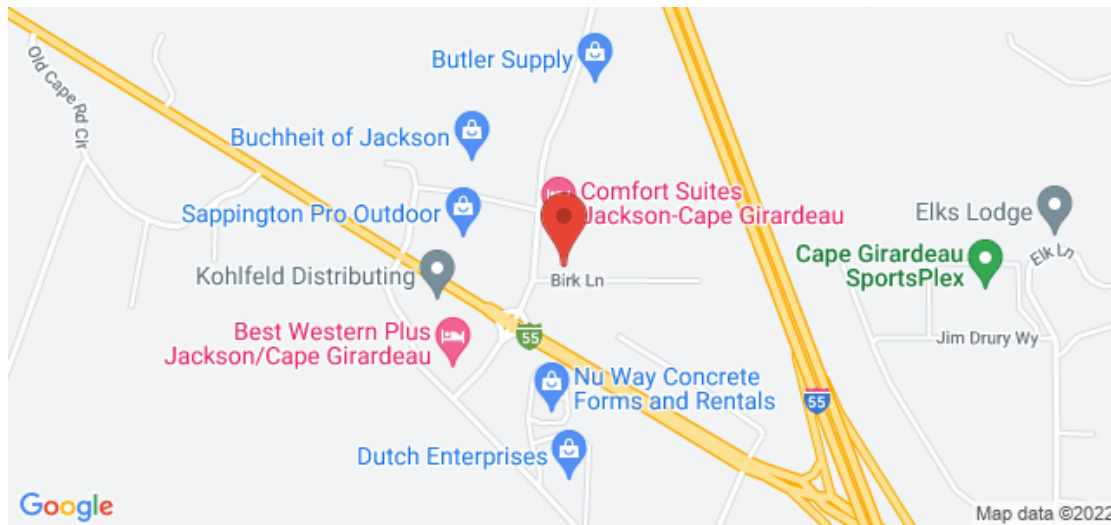 Old Cape Rd Cir
Butler Supply
Buchheit of Jackson
Comfort Suites
Jackson-Cape Girardeau
Sappington Pro Outdoor
Elks Lodge
Elk Ln
Cape Girardeau
SportsPlex
Kohlfeld Distributing
Birk Ln
Best Western Plus
Jackson/Cape Girardeau
55
Jim Drury Wy
Nu Way Concrete
Forms and Rentals
55
Dutch Enterprises
Google
Map data ©2022